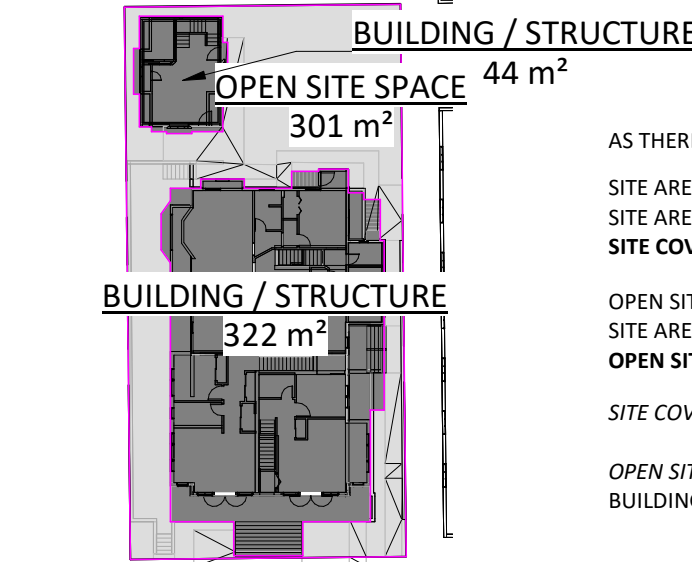 BUILDING / STRUCTURE
44 m²
OPEN SITE SPACE
301 m²
BUILDING / STRUCTURE
322 m²
AS THER
SITE ARE
SITE ARE
SITE COV
OPEN SIT
SITE ARE
OPEN SIT
SITE COV
OPEN SIT
BUILDING